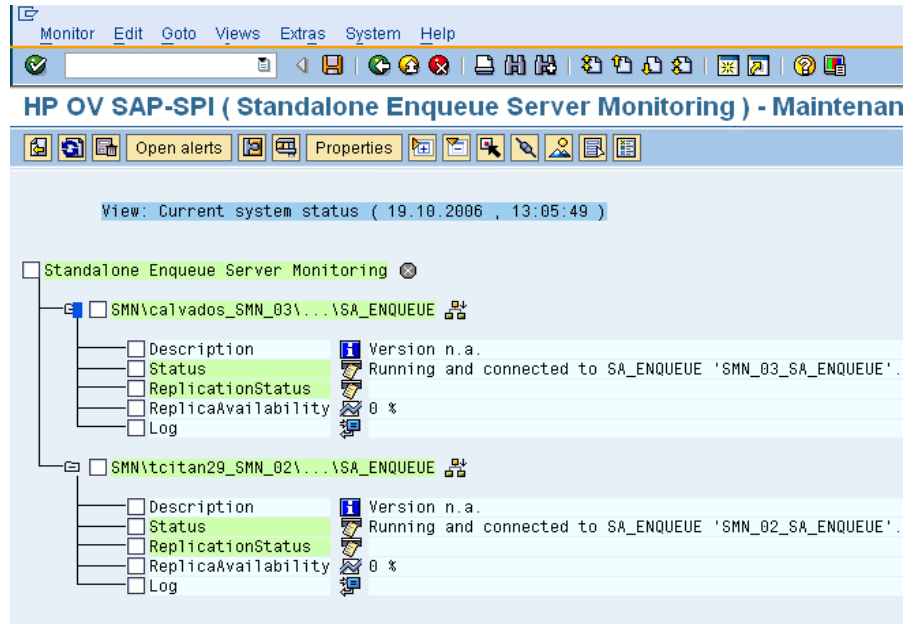 Monitor Edit Goto Views Extras System Help
HP OV SAP-SPI ( Standalone Enqueue Server Monitoring ) - Maintenan
Open alerts Properties
View: Current system status ( 19.10.2006 , 13:05:49 )
Standalone Enqueue Server Monitoring
SMN\calvados_SMN_03\...\SA_ENQUEUE
Description Version n.a.
Status Running and connected to SA_ENQUEUE 'SMN_03_SA_ENQUEUE'.
ReplicationStatus
ReplicaAvailability 0 %
Log
SMN\tcitan29_SMN_02\...\SA_ENQUEUE
Description Version n.a.
Status Running and connected to SA_ENQUEUE 'SMN_02_SA_ENQUEUE'.
ReplicationStatus
ReplicaAvailability 0 %
Log